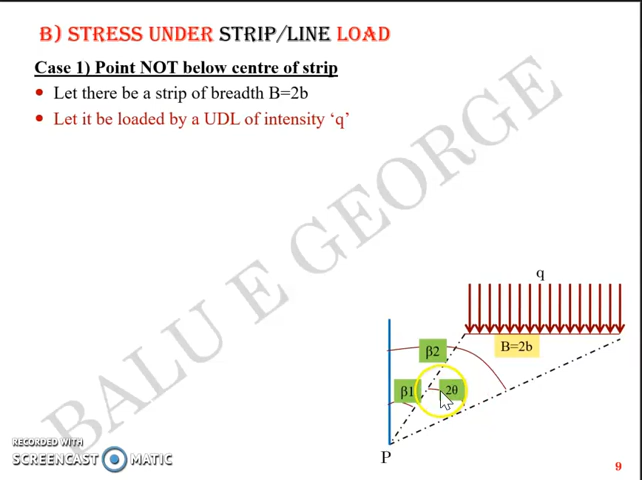 B) STRESS UNDER STRIP/LINE LOAD
Case 1) Point NOT below centre of strip
• Let there be a strip of breadth B=2b
• Let it be loaded by a UDL of intensity ‘q’
BALU E GEORGE
q
B=2b
β2
β1
2θ
P
RECORDED WITH
SCREENCAST MATIC
9